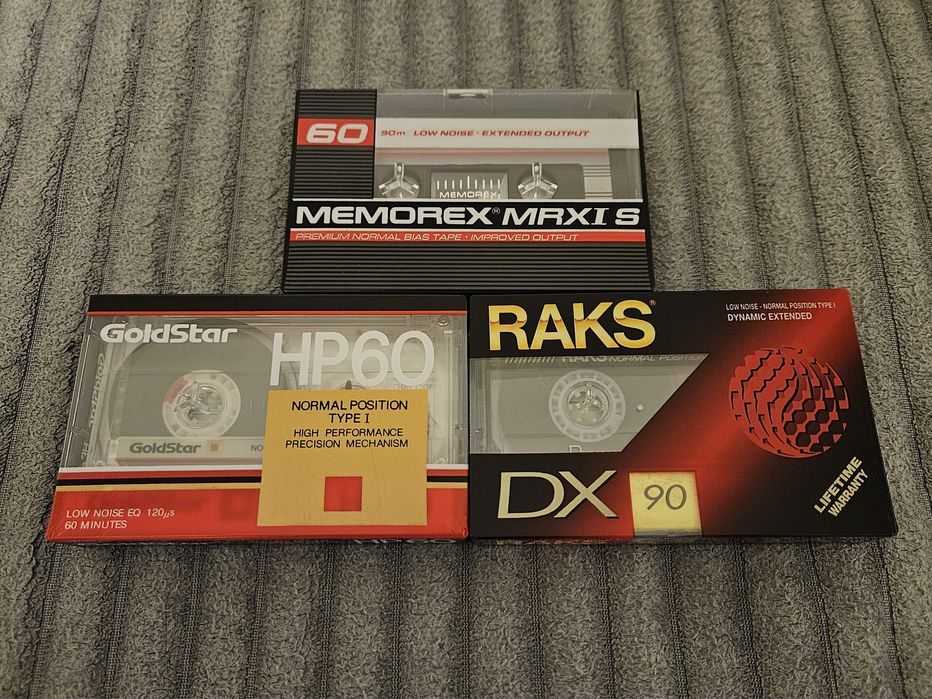 60
90m LOW NOISE · EXTENDED OUTPUT
MEMOREX
MEMOREX® MRXI S
PREMIUM NORMAL BIAS TAPE · IMPROVED OUTPUT
GoldStar
HP60
NORMAL POSITION
TYPE I
HIGH PERFORMANCE
PRECISION MECHANISM
GoldStar
NO
LOW NOISE EQ 120µs
60 MINUTES
RAKS®
LOW NOISE - NORMAL POSITION TYPE I
DYNAMIC EXTENDED
RAKS NORMAL POSITION
DX
90
LIFETIME
WARRANTY